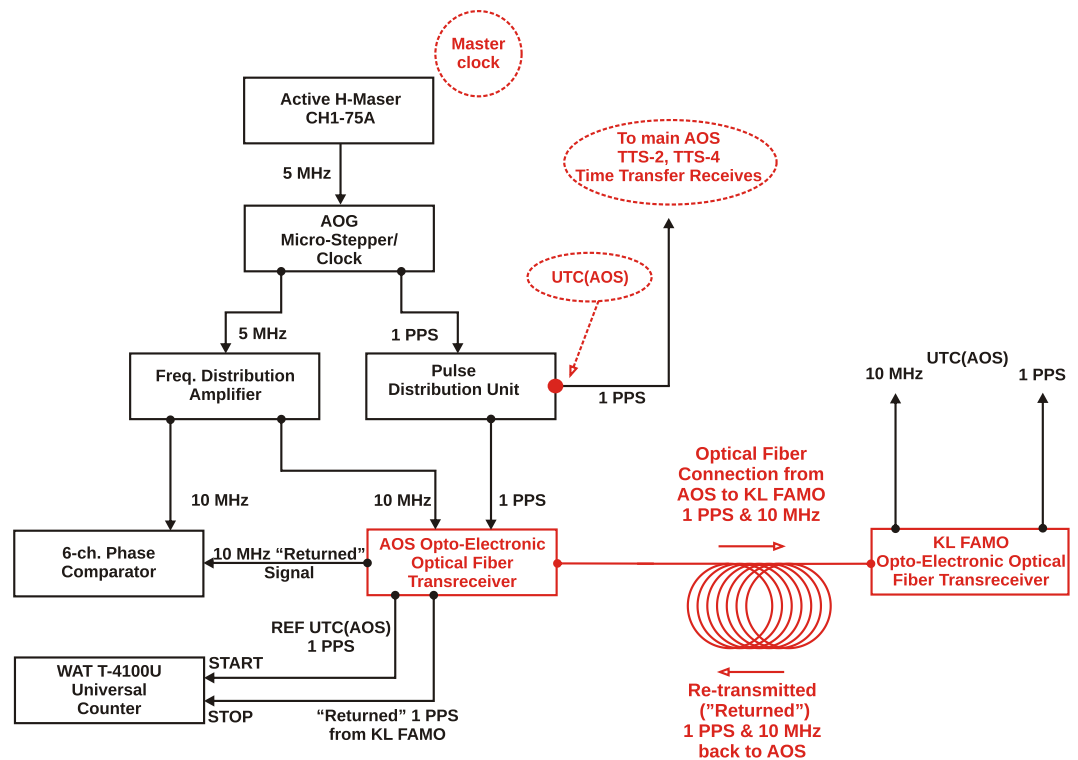 Master
clock
Active H-Maser
CH1-75A
To main AOS
TTS-2, TTS-4
Time Transfer Receives
5 MHz
AOG
Micro-Stepper/
Clock
UTC(AOS)
5 MHz
1 PPS
Freq. Distribution
Amplifier
Pulse
Distribution Unit
1 PPS
UTC(AOS)
10 MHz
1 PPS
10 MHz
10 MHz
1 PPS
Optical Fiber
Connection from
AOS to KL FAMO
1 PPS & 10 MHz
6-ch. Phase
Comparator
10 MHz “Returned”
Signal
AOS Opto-Electronic
Optical Fiber
Transreceiver
KL FAMO
Opto-Electronic Optical
Fiber Transreceiver
REF UTC(AOS)
1 PPS
WAT T-4100U
Universal
Counter
START
STOP
“Returned” 1 PPS
from KL FAMO
Re-transmitted
(”Returned”)
1 PPS & 10 MHz
back to AOS